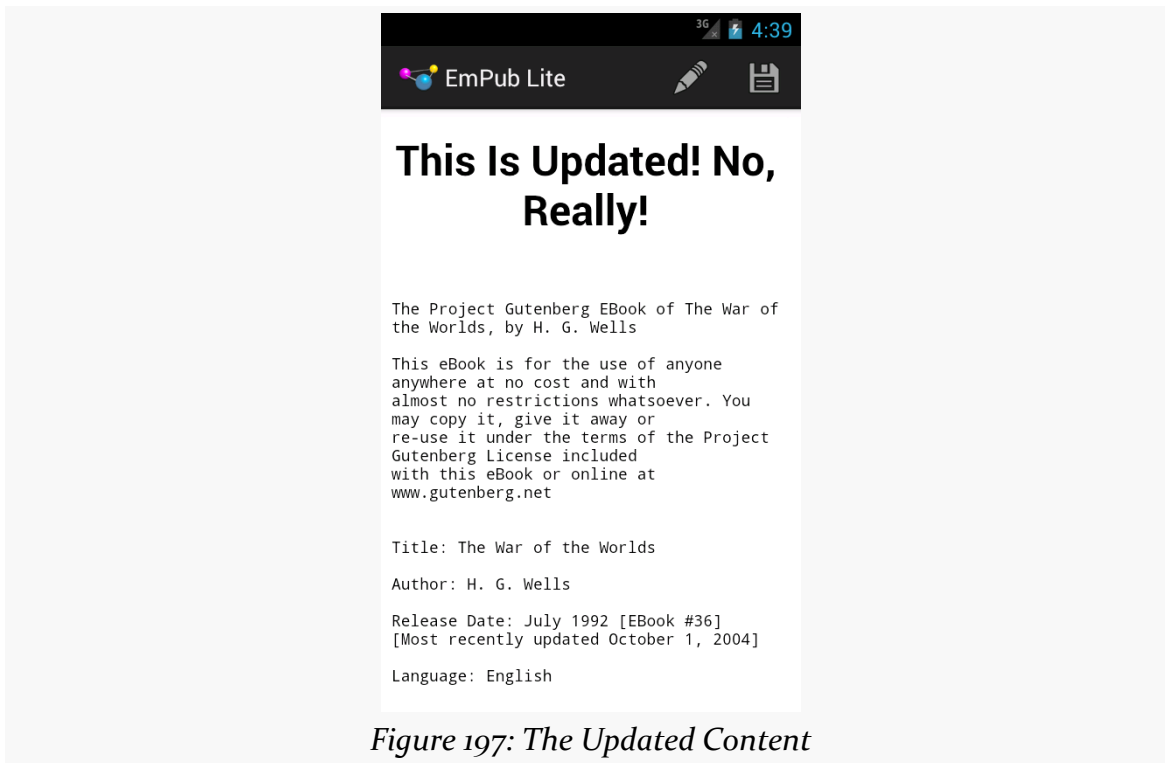 3G
4:39
EmPub Lite
This Is Updated! No,
Really!
The Project Gutenberg EBook of The War of
the Worlds, by H. G. Wells
This eBook is for the use of anyone
anywhere at no cost and with
almost no restrictions whatsoever. You
may copy it, give it away or
re-use it under the terms of the Project
Gutenberg License included
with this eBook or online at
www.gutenberg.net
Title: The War of the Worlds
Author: H. G. Wells
Release Date: July 1992 [EBook #36]
[Most recently updated October 1, 2004]
Language: English
Figure 197: The Updated Content